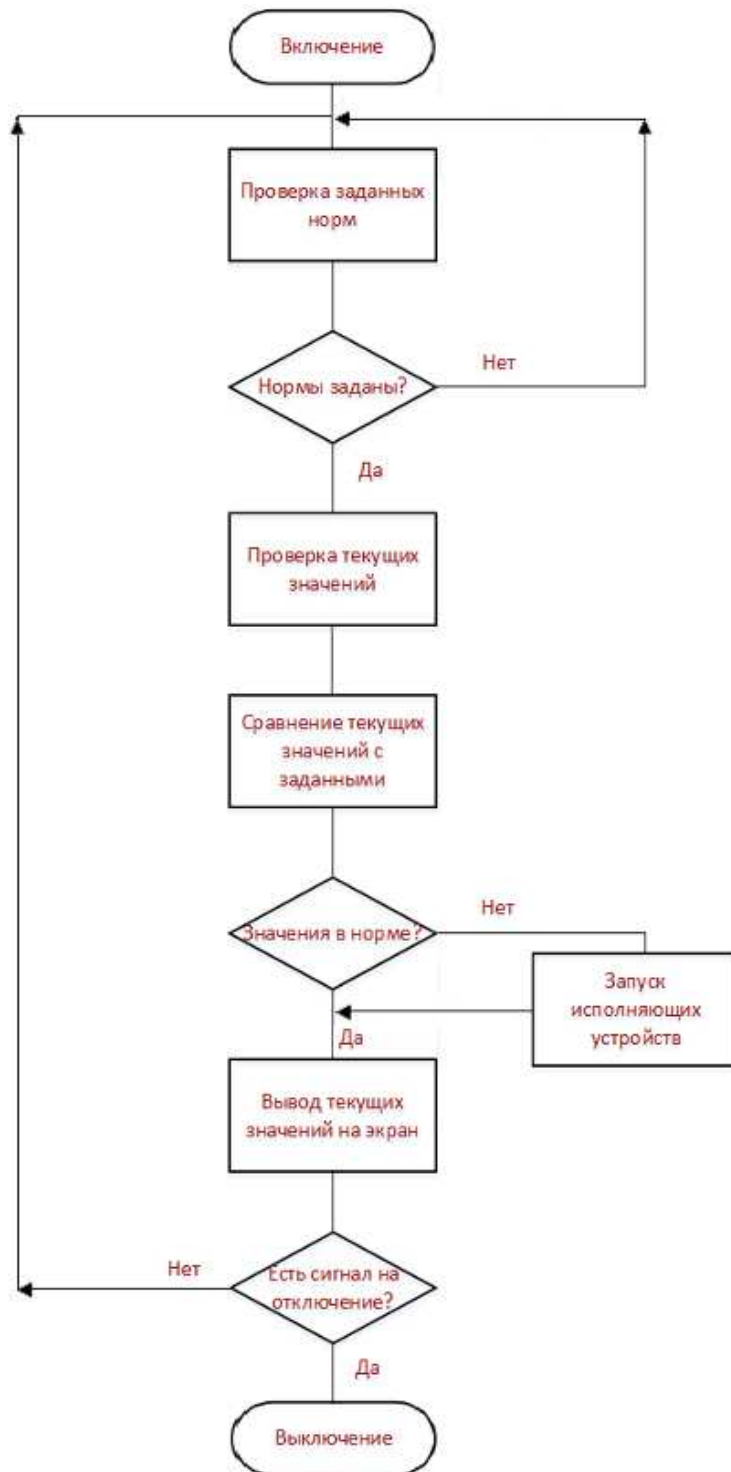 Включение
Проверка заданных
норм
Нормы заданы?
Нет
Да
Проверка текущих
значений
Сравнение текущих
значений с
заданными
Значения в норме?
Нет
Запуск
исполняющих
устройств
Да
Вывод текущих
значений на экран
Есть сигнал на
отключение?
Нет
Да
Выключение